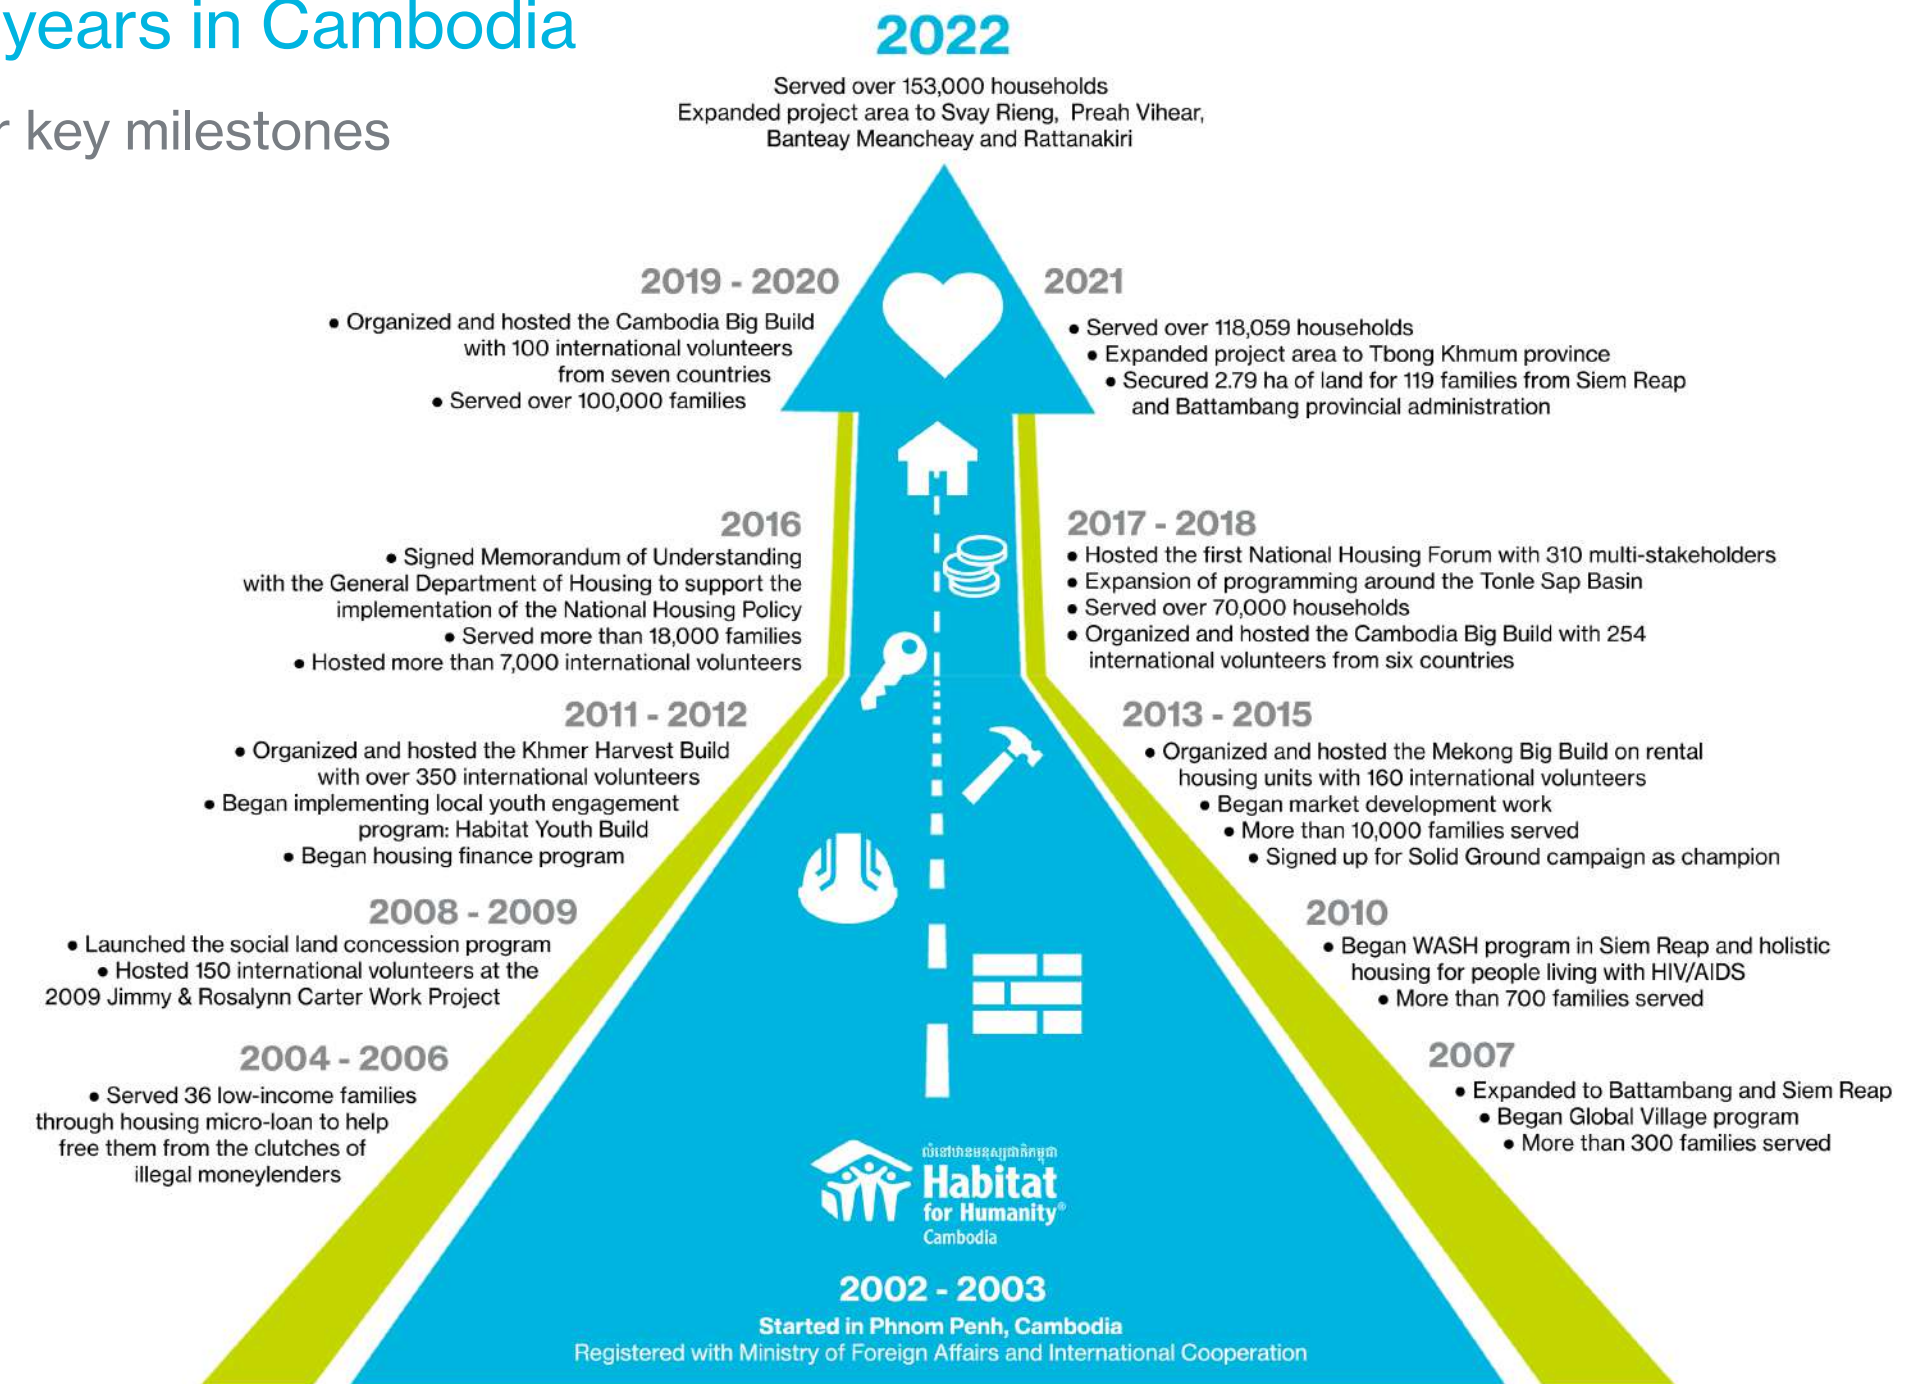 years in Cambodia
r key milestones
2022
Served over 153,000 households
Expanded project area to Svay Rieng, Preah Vihear,
Banteay Meancheay and Rattanakiri
2019 - 2020
• Organized and hosted the Cambodia Big Build
with 100 international volunteers
from seven countries
• Served over 100,000 families
2021
• Served over 118,059 households
• Expanded project area to Tbong Khmum province
• Secured 2.79 ha of land for 119 families from Siem Reap
and Battambang provincial administration
2016
• Signed Memorandum of Understanding
with the General Department of Housing to support the
implementation of the National Housing Policy
• Served more than 18,000 families
• Hosted more than 7,000 international volunteers
2017 - 2018
• Hosted the first National Housing Forum with 310 multi-stakeholders
• Expansion of programming around the Tonle Sap Basin
• Served over 70,000 households
• Organized and hosted the Cambodia Big Build with 254
international volunteers from six countries
2011 - 2012
• Organized and hosted the Khmer Harvest Build
with over 350 international volunteers
• Began implementing local youth engagement
program: Habitat Youth Build
• Began housing finance program
2013 - 2015
• Organized and hosted the Mekong Big Build on rental
housing units with 160 international volunteers
• Began market development work
• More than 10,000 families served
• Signed up for Solid Ground campaign as champion
2008 - 2009
• Launched the social land concession program
• Hosted 150 international volunteers at the
2009 Jimmy & Rosalynn Carter Work Project
2010
• Began WASH program in Siem Reap and holistic
housing for people living with HIV/AIDS
• More than 700 families served
2004 - 2006
• Served 36 low-income families
through housing micro-loan to help
free them from the clutches of
illegal moneylenders
2007
• Expanded to Battambang and Siem Reap
• Began Global Village program
• More than 300 families served
លំនៅឋានមនុស្សជាតិកម្ពុជា
Habitat
for Humanity®
Cambodia
2002 - 2003
Started in Phnom Penh, Cambodia
Registered with Ministry of Foreign Affairs and International Cooperation